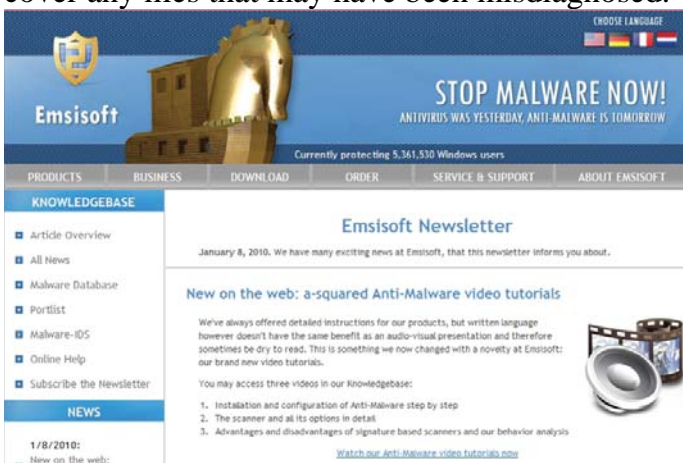 cover any files that may have been misdiagnosed.
CHOOSE LANGUAGE
Emsisoft
STOP MALWARE NOW!
ANTIVIRUS WAS YESTERDAY, ANTI-MALWARE IS TOMORROW
Currently protecting 5,361,530 Windows users
PRODUCTS BUSINESS DOWNLOAD ORDER SERVICE & SUPPORT ABOUT EMSISOFT
KNOWLEDGEBASE
Article Overview
All News
Malware Database
Portlist
Malware-IDS
Online Help
Subscribe the Newsletter
NEWS
1/8/2010:
New on the web:
Emsisoft Newsletter
January 8, 2010. We have many exciting news at Emsisoft, that this newsletter informs you about.
New on the web: a-squared Anti-Malware video tutorials
We've always offered detailed instructions for our products, but written language
however doesn't have the same benefit as an audio-visual presentation and therefore
sometimes be dry to read. This is something we now changed with a novelty at Emsisoft:
our brand new video tutorials.
You may access three videos in our Knowledgebase:
1. Installation and configuration of Anti-Malware step by step
2. The scanner and all its options in detail
3. Advantages and disadvantages of signature based scanners and our behavior analysis
Watch our Anti-Malware video tutorials now